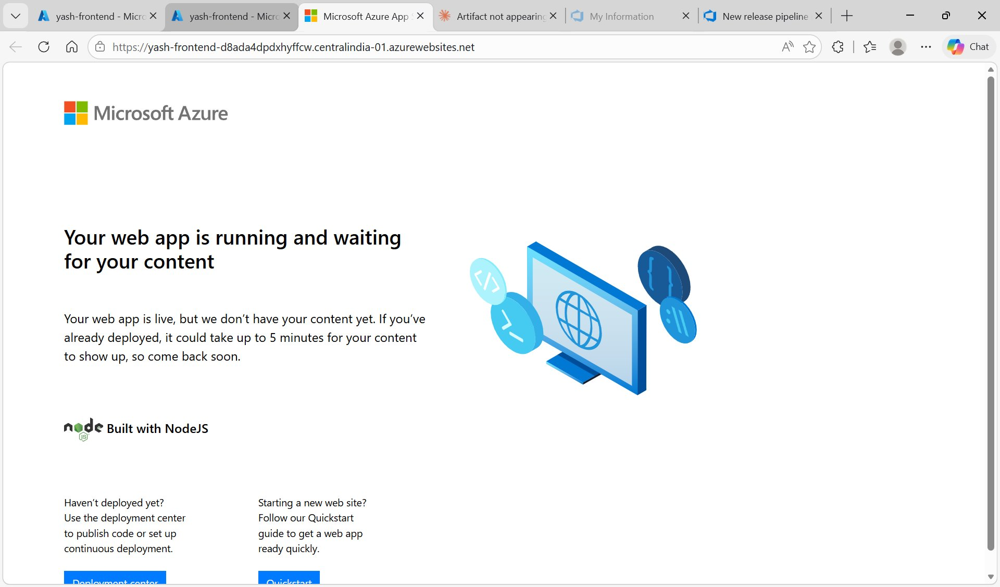 yash-frontend - Micro
yash-frontend - Micro
Microsoft Azure App S
Artifact not appearing
My Information
New release pipeline
https://yash-frontend-d8ada4dpdxhyffcw.centralindia-01.azurewebsites.net
Chat
Microsoft Azure
Your web app is running and waiting
for your content
Your web app is live, but we don’t have your content yet. If you’ve
already deployed, it could take up to 5 minutes for your content
to show up, so come back soon.
node
JS
Built with NodeJS
Haven’t deployed yet?
Use the deployment center
to publish code or set up
continuous deployment.
Deployment center
Starting a new web site?
Follow our Quickstart
guide to get a web app
ready quickly.
Quickstart